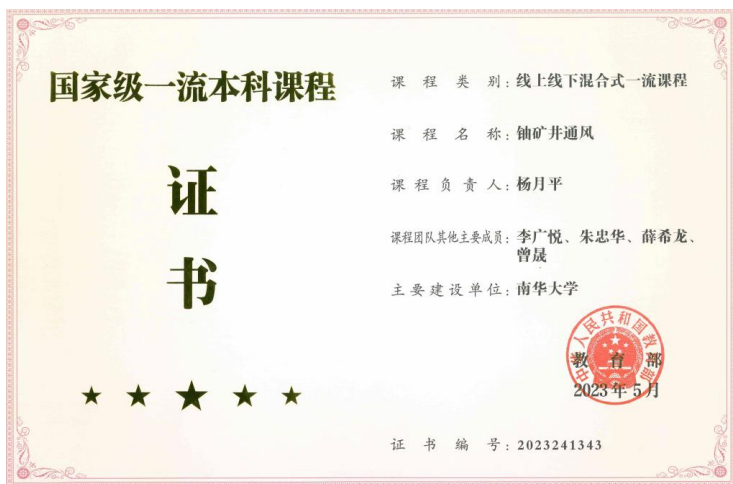 国家级一流本科课程
证
书
课程类别：线上线下混合式一流课程
课程名称：铀矿井通风
课程负责人：杨月平
课程团队其他主要成员：李广悦、朱忠华、薛希龙、
曾晟
主要建设单位：南华大学
中华人民共和国教育部
教育部
2023年5月
证书编号：2023241343